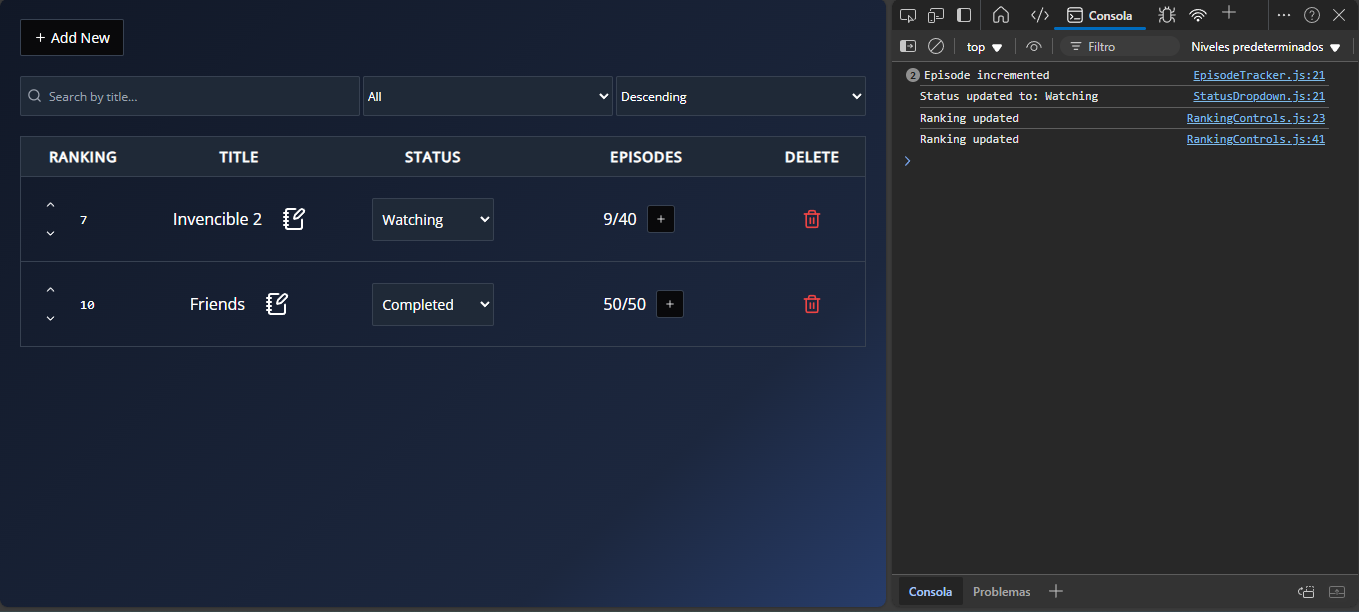 + Add New
Search by title...
All
Descending
RANKING TITLE STATUS EPISODES DELETE
7 Invencible 2 Watching 9/40 +
10 Friends Completed 50/50 +
Consola
top Filtro Niveles predeterminados
2 Episode incremented EpisodeTracker.js:21
Status updated to: Watching StatusDropdown.js:21
Ranking updated RankingControls.js:23
Ranking updated RankingControls.js:41
Consola Problemas